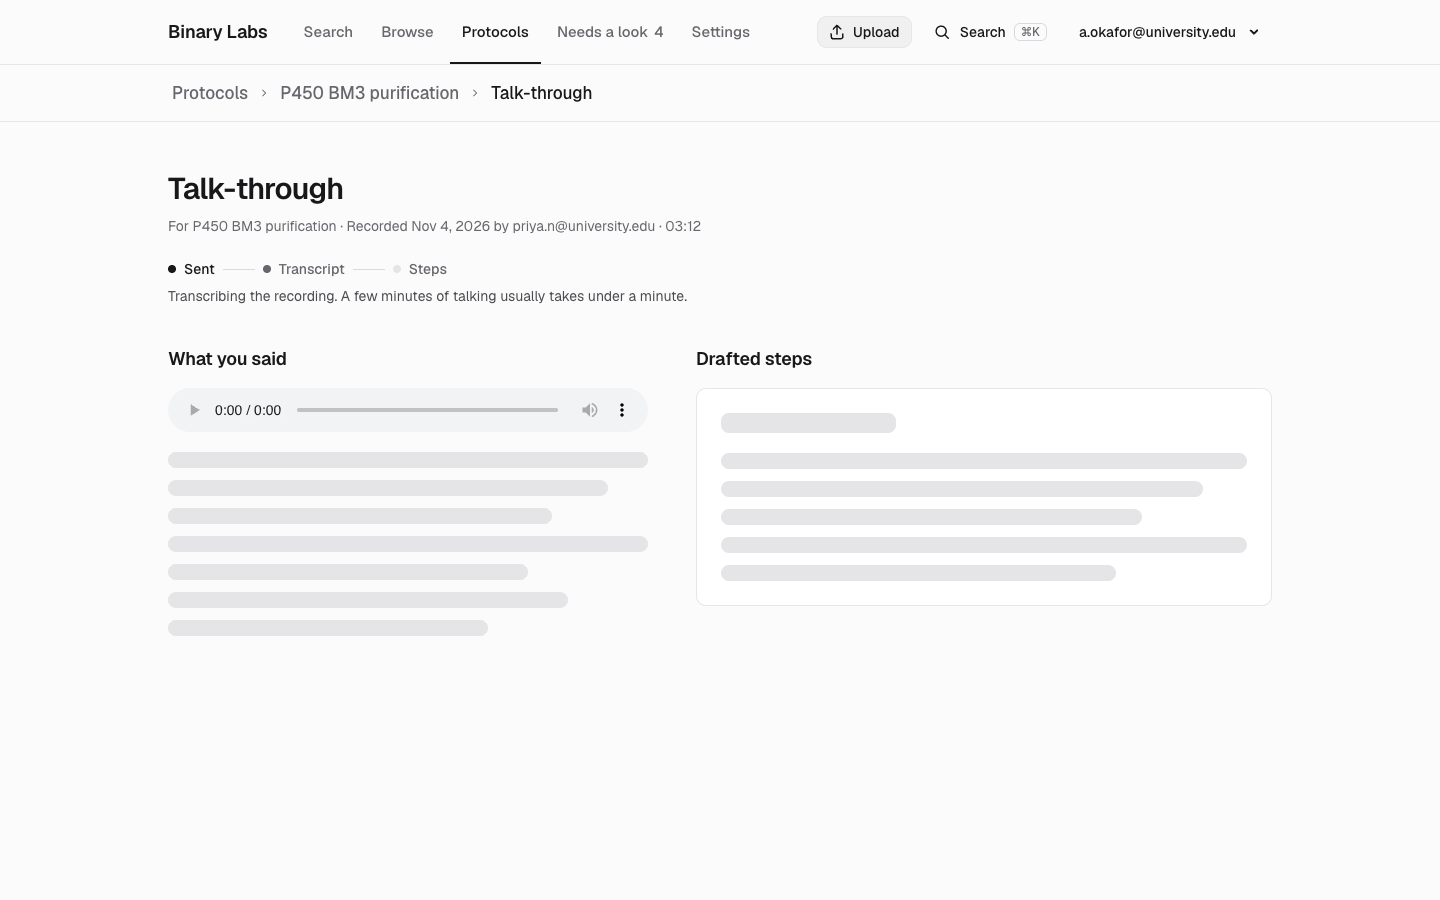 Binary Labs
Search
Browse
Protocols
Needs a look 4
Settings
Upload
Search ⌘K
a.okafor@university.edu
Protocols › P450 BM3 purification › Talk-through
Talk-through
For P450 BM3 purification · Recorded Nov 4, 2026 by priya.n@university.edu · 03:12
Sent
Transcript
Steps
Transcribing the recording. A few minutes of talking usually takes under a minute.
What you said
0:00 / 0:00
Drafted steps